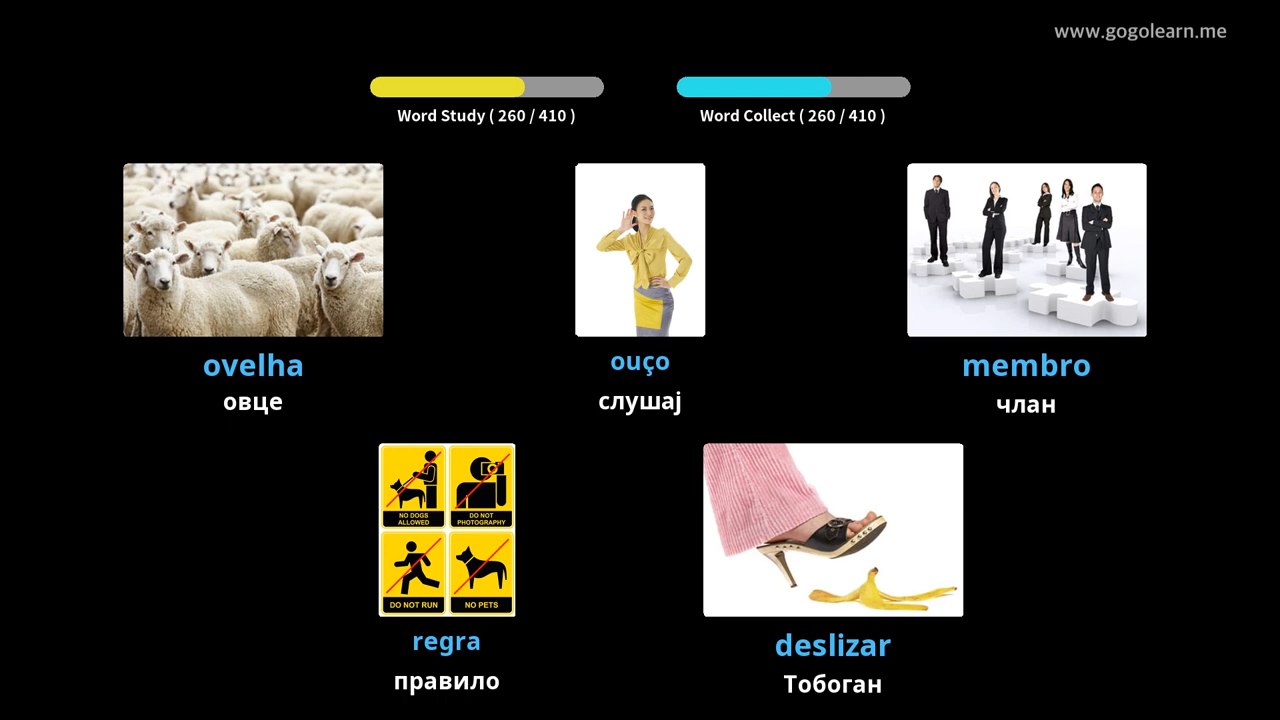 www.gogolearn.me
Word Study ( 260 / 410 )
Word Collect ( 260 / 410 )
ovelha
овце
ouço
слушај
membro
члан
NO DOGS
ALLOWED
DO NOT
PHOTOGRAPHY
DO NOT RUN
NO PETS
regra
правило
deslizar
Тобоган